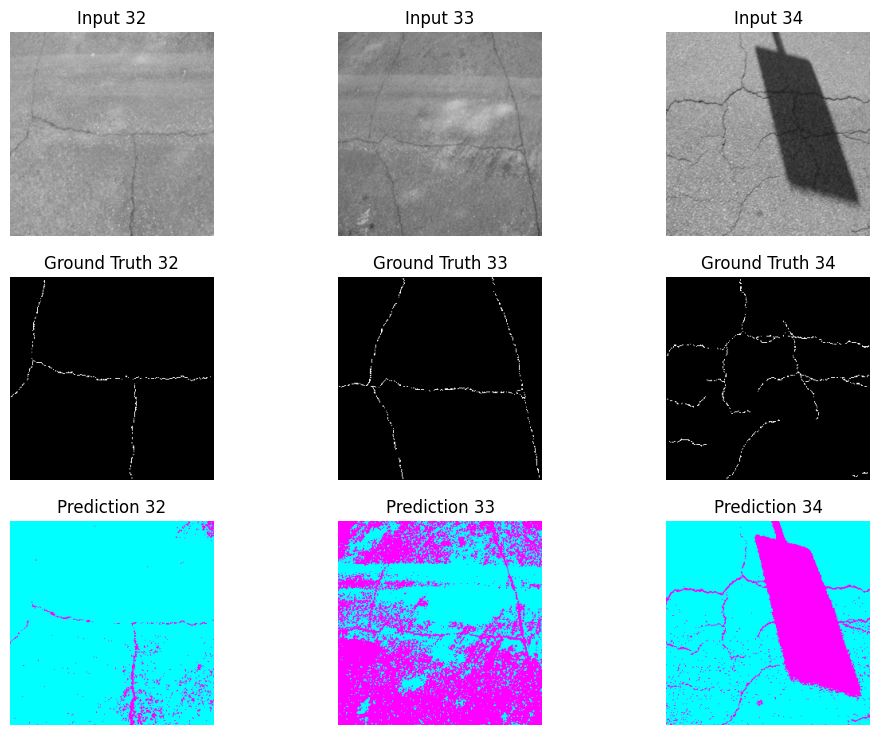 Input 32
Input 33
Input 34
Ground Truth 32
Ground Truth 33
Ground Truth 34
Prediction 32
Prediction 33
Prediction 34